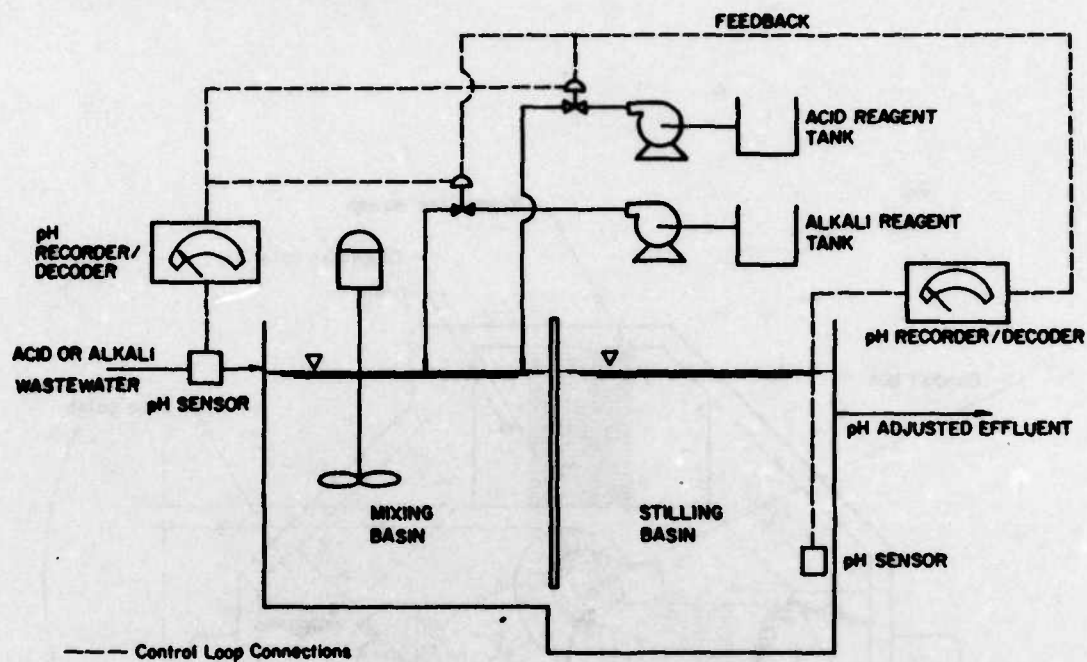 FEEDBACK
ACID REAGENT
TANK
ALKALI REAGENT
TANK
pH
RECORDER/
DECODER
pH RECORDER/DECODER
ACID OR ALKALI
WASTEWATER
pH SENSOR
pH ADJUSTED EFFLUENT
MIXING
BASIN
STILLING
BASIN
pH SENSOR
Control Loop Connections